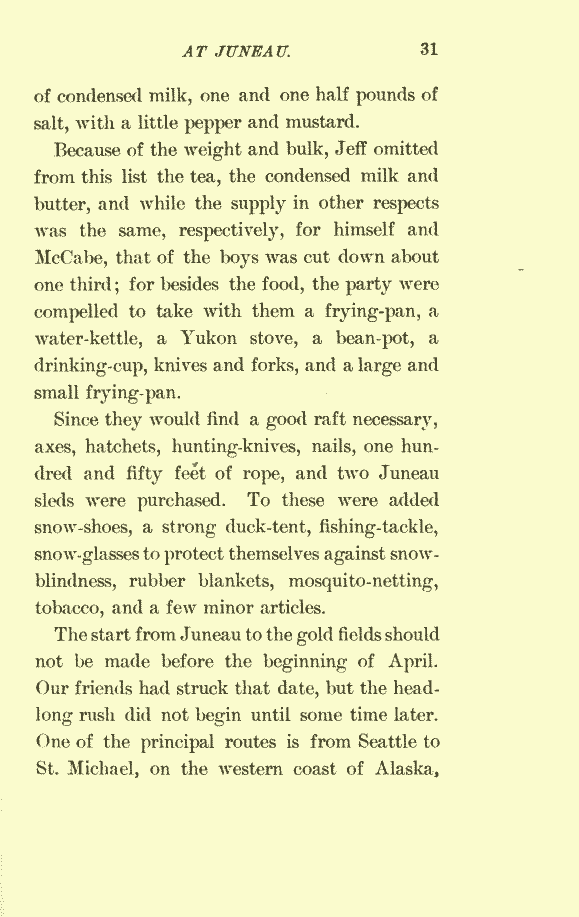 AT JUNEAU. 31
of condensed milk, one and one half pounds of
salt, with a little pepper and mustard.
Because of the weight and bulk, Jeff omitted
from this list the tea, the condensed milk and
butter, and while the supply in other respects
was the same, respectively, for himself and
McCabe, that of the boys was cut down about
one third; for besides the food, the party were
compelled to take with them a frying-pan, a
water-kettle, a Yukon stove, a bean-pot, a
drinking-cup, knives and forks, and a large and
small frying-pan.
Since they would find a good raft necessary,
axes, hatchets, hunting-knives, nails, one hun-
dred and fifty feet of rope, and two Juneau
sleds were purchased. To these were added
snow-shoes, a strong duck-tent, fishing-tackle,
snow-glasses to protect themselves against snow-
blindness, rubber blankets, mosquito-netting,
tobacco, and a few minor articles.
The start from Juneau to the gold fields should
not be made before the beginning of April.
Our friends had struck that date, but the head-
long rush did not begin until some time later.
One of the principal routes is from Seattle to
St. Michael, on the western coast of Alaska,